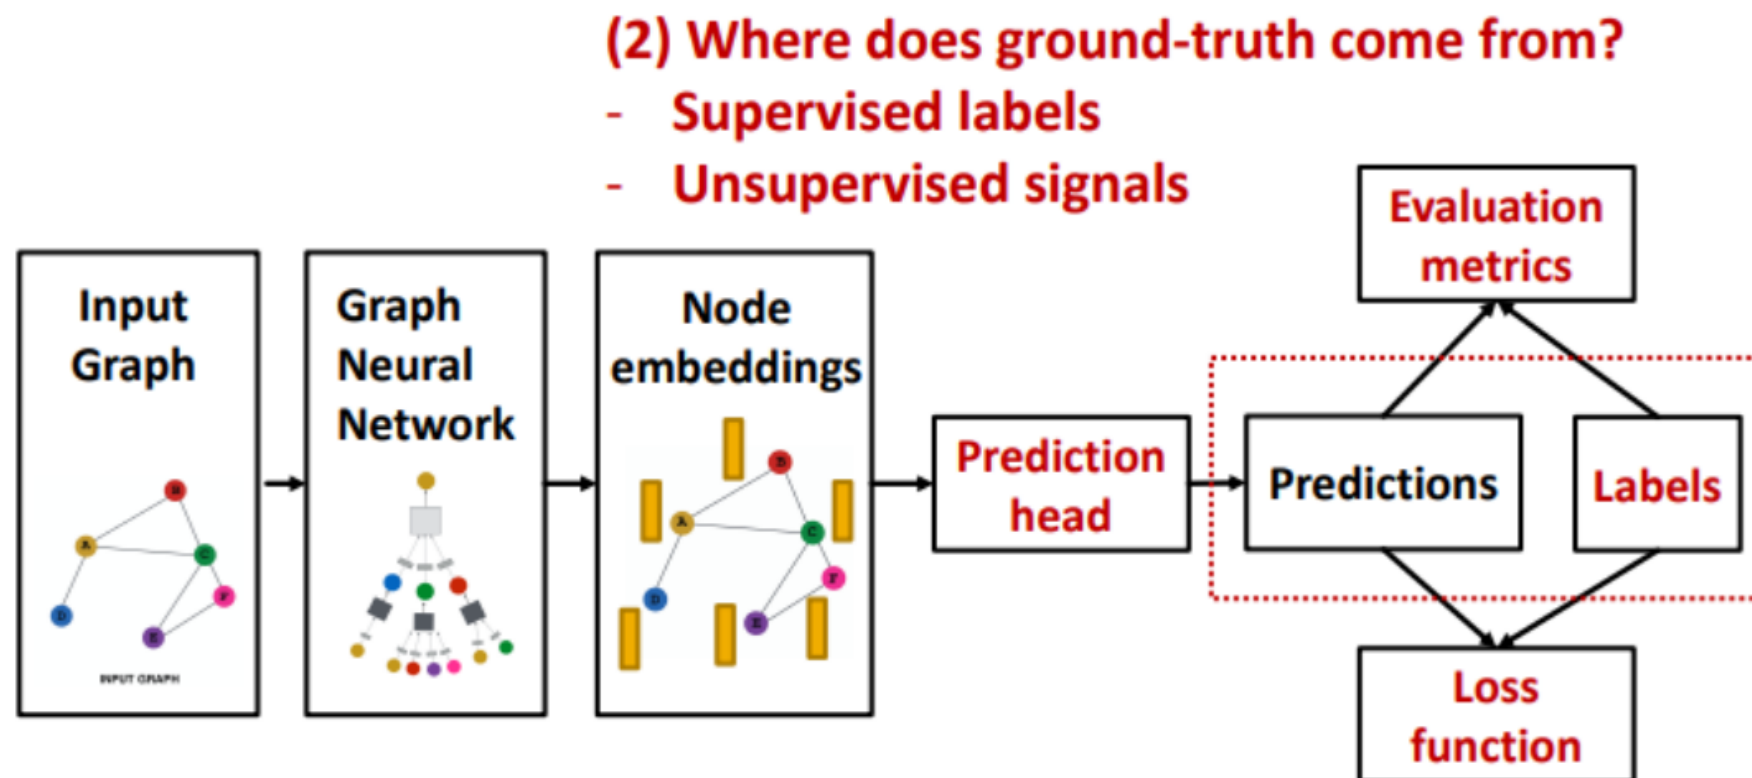 (2) Where does ground-truth come from?
- Supervised labels
- Unsupervised signals
Input
Graph
B
A
C
F
D
E
INPUT GRAPH
Graph
Neural
Network
Node
embeddings
B
A
C
F
D
E
Prediction
head
Predictions
Labels
Evaluation
metrics
Loss
function